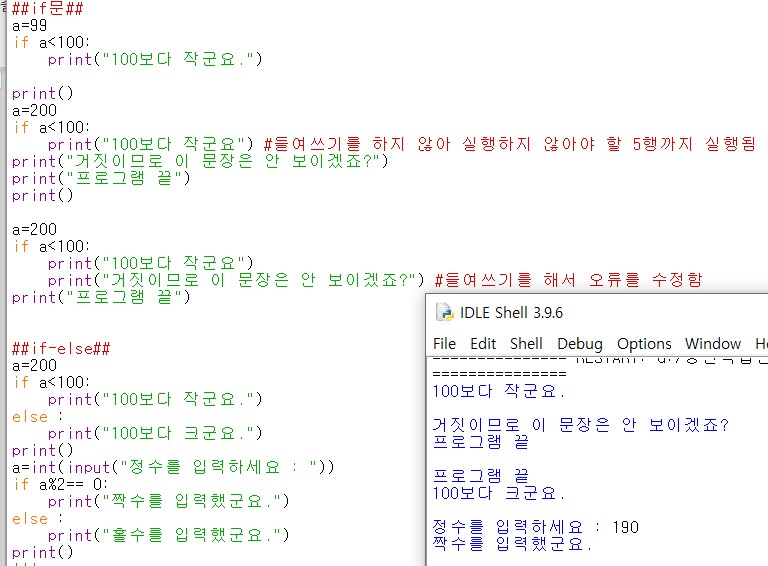 ##if문##
a=99
if a<100:
    print("100보다 작군요.")
print()
a=200
if a<100:
    print("100보다 작군요") #들여쓰기를 하지 않아 실행하지 않아야 할 5행까지 실행됨
print("거짓이므로 이 문장은 안 보이겠죠?")
print("프로그램 끝")
print()
a=200
if a<100:
    print("100보다 작군요")
    print("거짓이므로 이 문장은 안 보이겠죠?") #들여쓰기를 해서 오류를 수정함
print("프로그램 끝")
##if-else##
a=200
if a<100:
    print("100보다 작군요.")
else :
    print("100보다 크군요.")
print()
a=int(input("정수를 입력하세요 : "))
if a%2== 0:
    print("짝수를 입력했군요.")
else :
    print("홀수를 입력했군요.")
print()
IDLE Shell 3.9.6
File Edit Shell Debug Options Window
=============== RESTART:
===============
100보다 작군요.
거짓이므로 이 문장은 안 보이겠죠?
프로그램 끝
프로그램 끝
100보다 크군요.
정수를 입력하세요 : 190
짝수를 입력했군요.